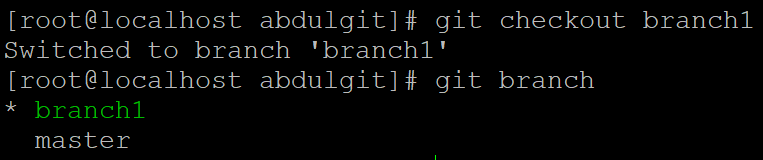 [root@localhost abdulgit]# git checkout branch1
Switched to branch 'branch1'
[root@localhost abdulgit]# git branch
* branch1
  master